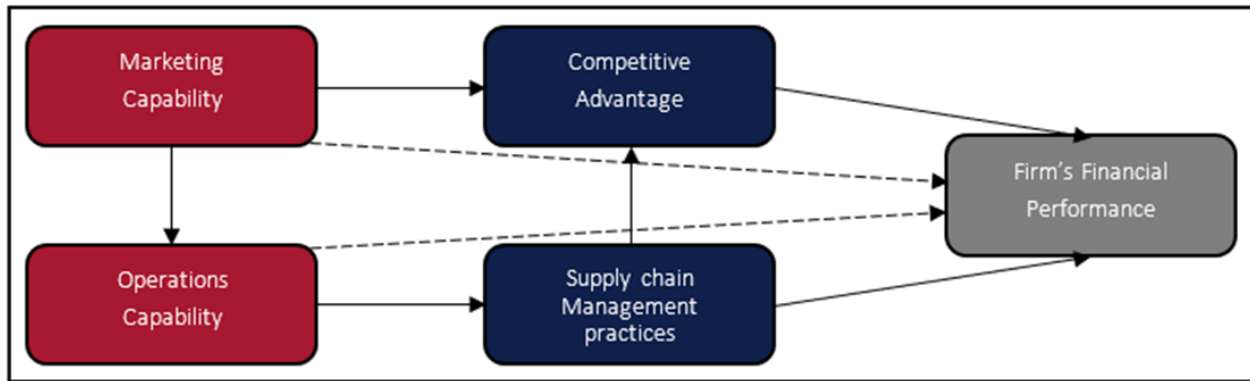 Marketing
Capability
Competitive
Advantage
Firm’s Financial
Performance
Operations
Capability
Supply chain
Management
practices